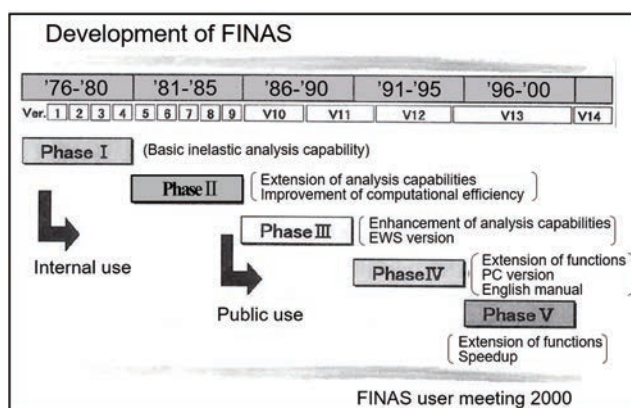 Development of FINAS
'76-'80 '81-'85 '86-'90 '91-'95 '96-'00
Ver. 1 2 3 4 5 6 7 8 9 V10 V11 V12 V13 V14
Phase I (Basic inelastic analysis capability)
Phase II Extension of analysis capabilities
Improvement of computational efficiency
Phase III Enhancement of analysis capabilities
EWS version
Internal use
Phase IV Extension of functions
PC version
English manual
Public use
Phase V
Extension of functions
Speedup
FINAS user meeting 2000